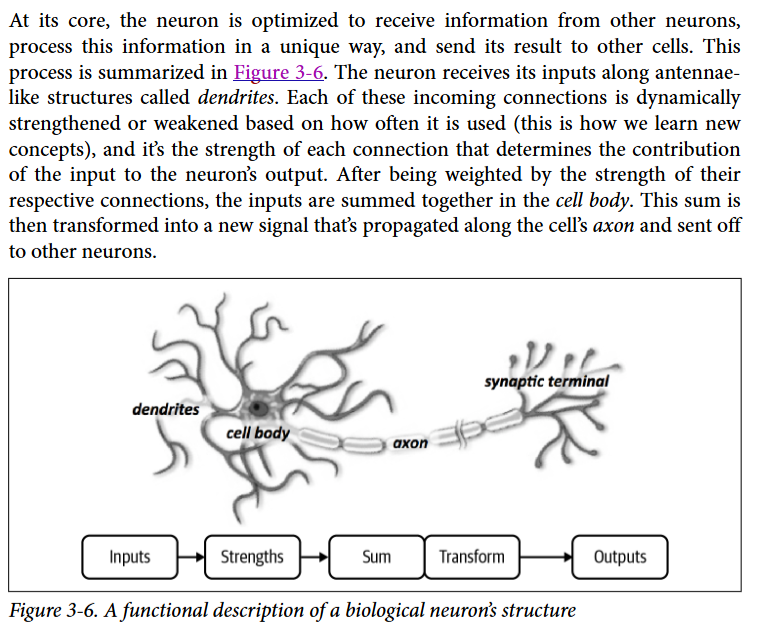 At its core, the neuron is optimized to receive information from other neurons,
process this information in a unique way, and send its result to other cells. This
process is summarized in Figure 3-6. The neuron receives its inputs along antennae-
like structures called dendrites. Each of these incoming connections is dynamically
strengthened or weakened based on how often it is used (this is how we learn new
concepts), and it's the strength of each connection that determines the contribution
of the input to the neuron's output. After being weighted by the strength of their
respective connections, the inputs are summed together in the cell body. This sum is
then transformed into a new signal that's propagated along the cell's axon and sent off
to other neurons.
synaptic terminal
dendrites
cell body
axon
Inputs
Strengths
Sum
Transform
Outputs
Figure 3-6. A functional description of a biological neuron's structure